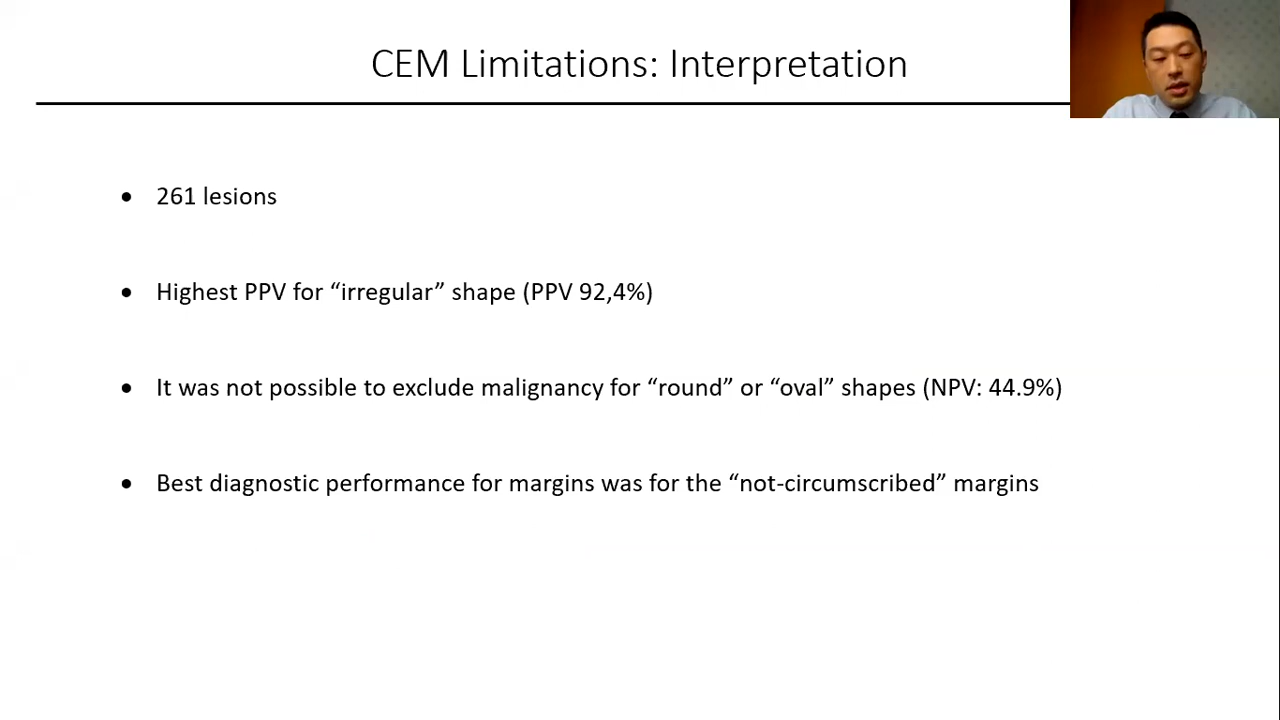 CEM Limitations: Interpretation
• 261 lesions
• Highest PPV for “irregular” shape (PPV 92,4%)
• It was not possible to exclude malignancy for “round” or “oval” shapes (NPV: 44.9%)
• Best diagnostic performance for margins was for the “not-circumscribed” margins